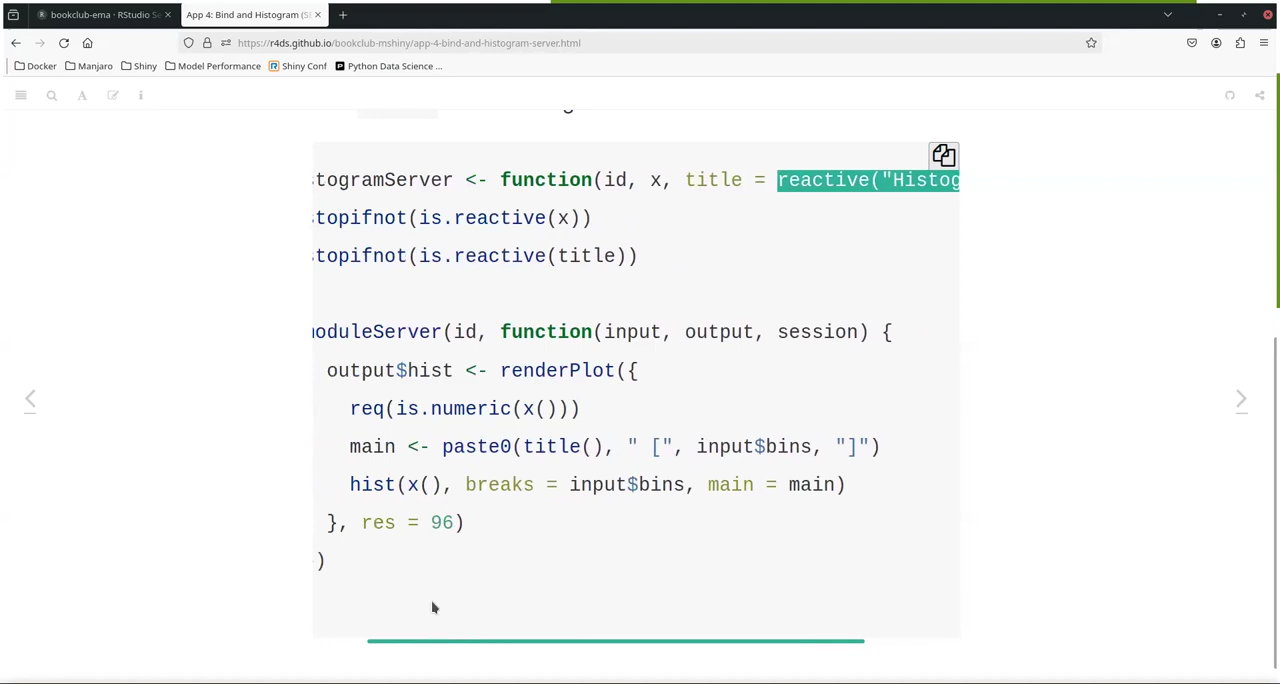 bookclub-ema · RStudio Se
App 4: Bind and Histogram (SE
https://r4ds.github.io/bookclub-mshiny/app-4-bind-and-histogram-server.html
Docker Manjaro Shiny Model Performance Shiny Conf Python Data Science ...
togramServer <- function(id, x, title = reactive("Histog
topifnot(is.reactive(x))
topifnot(is.reactive(title))
oduleServer(id, function(input, output, session) {
output$hist <- renderPlot({
req(is.numeric(x()))
main <- paste0(title(), " [", input$bins, "]")
hist(x(), breaks = input$bins, main = main)
}, res = 96)
)